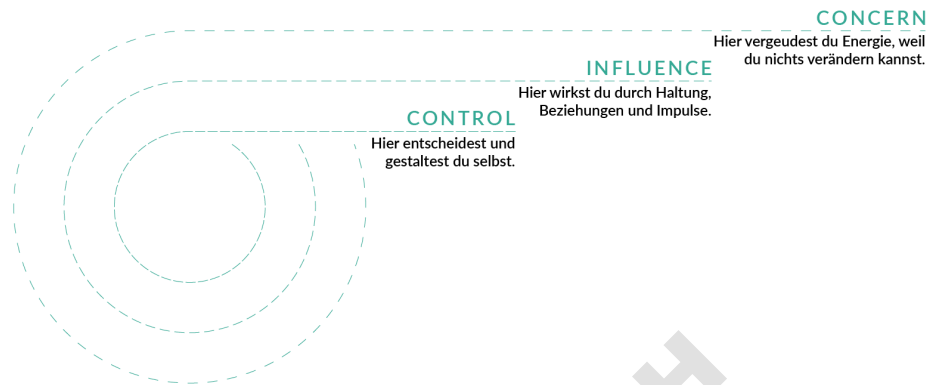 CONCERN
Hier vergeudest du Energie, weil
du nichts verändern kannst.
INFLUENCE
Hier wirkst du durch Haltung,
Beziehungen und Impulse.
CONTROL
Hier entscheidest und
gestaltest du selbst.